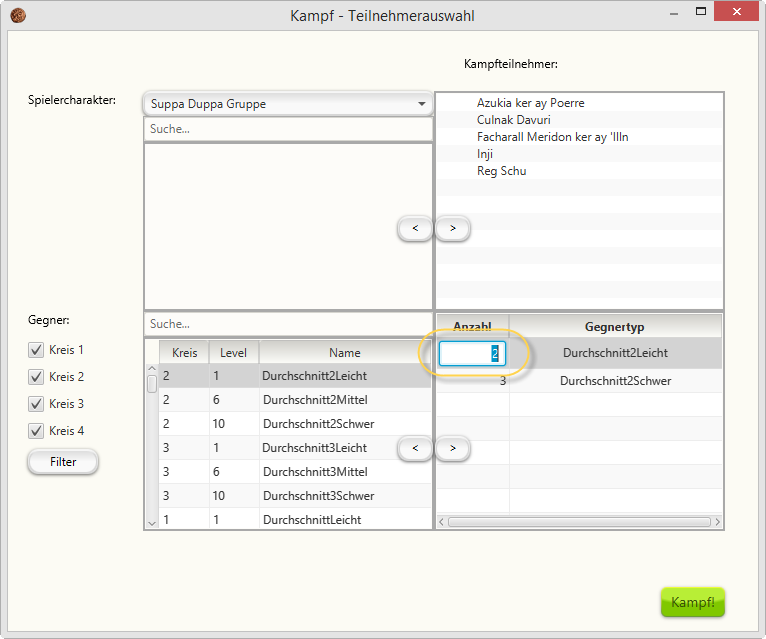 Kampf - Teilnehmerauswahl
Kampfteilnehmer:
Spielercharakter:
Suppa Duppa Gruppe
Suche...
Azukia ker ay Poerre
Culnak Davuri
Facharall Meridon ker ay 'Illn
Inji
Reg Schu
< >
Gegner:
Kreis 1
Kreis 2
Kreis 3
Kreis 4
Filter
Suche...
Kreis Level Name
2 1 Durchschnitt2Leicht
2 6 Durchschnitt2Mittel
2 10 Durchschnitt2Schwer
3 1 Durchschnitt3Leicht
3 6 Durchschnitt3Mittel
3 10 Durchschnitt3Schwer
1 1 DurchschnittLeicht
< >
Anzahl Gegnertyp
2 Durchschnitt2Leicht
3 Durchschnitt2Schwer
Kampf!